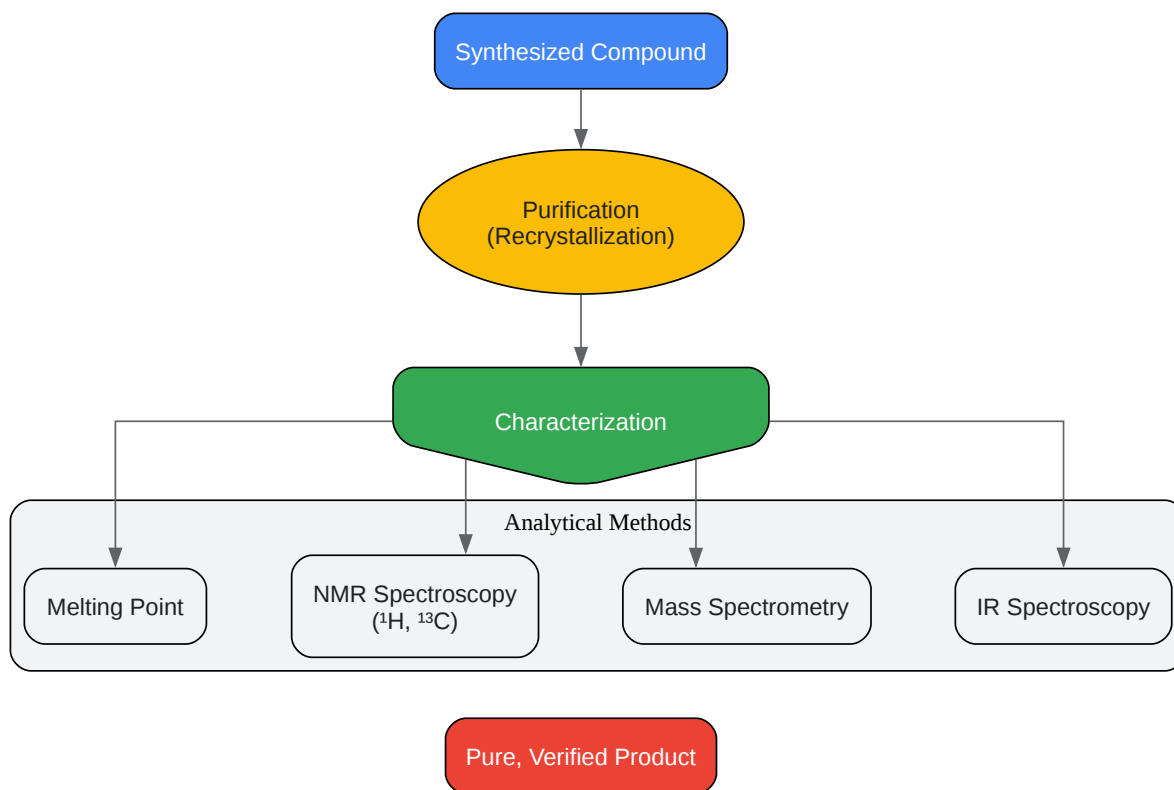 Synthesized Compound
Purification
(Recrystallization)
Characterization
Analytical Methods
Melting Point
NMR Spectroscopy
(¹H, ¹³C)
Mass Spectrometry
IR Spectroscopy
Pure, Verified Product